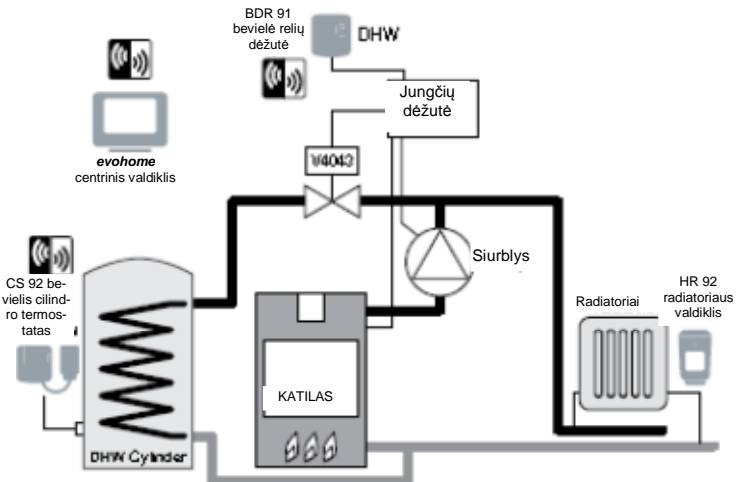 BDR 91
bevielė relių
dėžutė
DHW
Jungčių
dėžutė
evohome
centrinis valdiklis
V4043
CS 92 be-
vielis cilind-
ro termos-
tatas
Siurblys
Radiatoriai
HR 92
radiatoriaus
valdiklis
KATILAS
DHW Cylinder